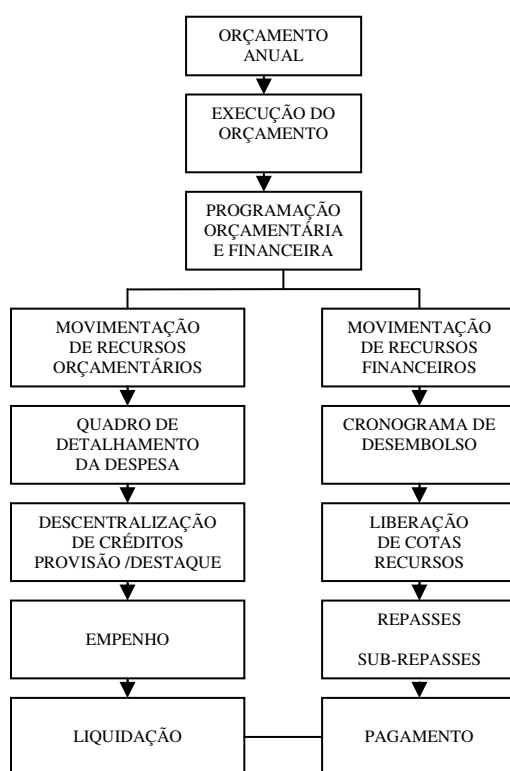 ORÇAMENTO
ANUAL
EXECUÇÃO DO
ORÇAMENTO
PROGRAMAÇÃO
ORÇAMENTÁRIA
E FINANCEIRA
MOVIMENTAÇÃO
DE RECURSOS
ORÇAMENTÁRIOS
MOVIMENTAÇÃO
DE RECURSOS
FINANCEIROS
QUADRO DE
DETALHAMENTO
DA DESPESA
CRONOGRAMA DE
DESEMBOLSO
DESCENTRALIZAÇÃO
DE CRÉDITOS
PROVISÃO /DESTAQUE
LIBERAÇÃO
DE COTAS
RECURSOS
EMPENHO
REPASSES
SUB-REPASSES
LIQUIDAÇÃO
PAGAMENTO